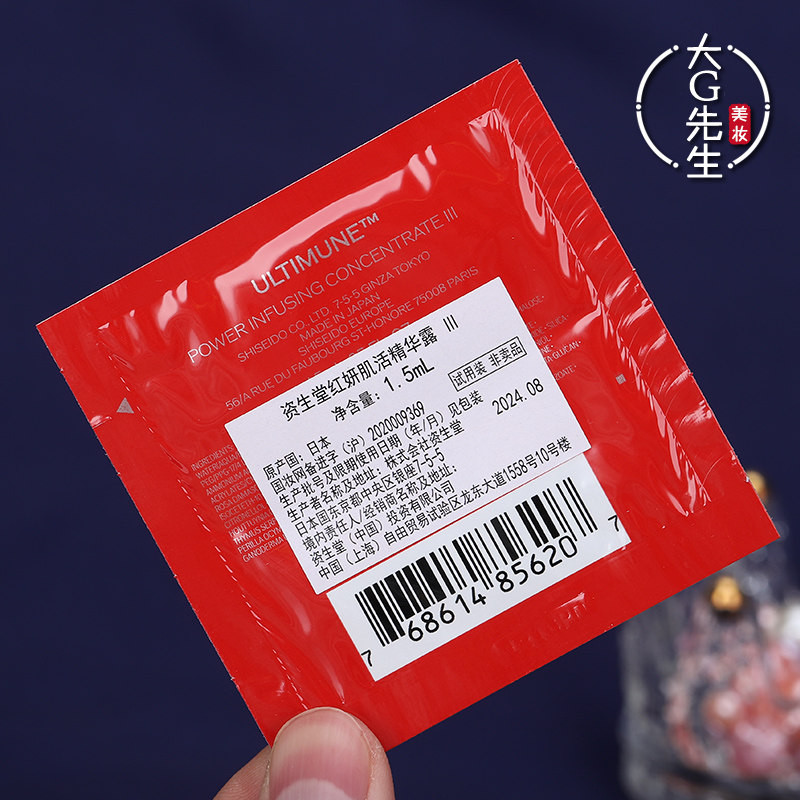 大G先生
美妆
ULTIMUNE™
POWER INFUSING CONCENTRATE III
SHISEIDO CO., LTD. 7-5-5 GINZA TOKYO
MADE IN JAPAN
SHISEIDO EUROPE
56/A RUE DU FAUBOURG ST-HONORE 75008 PARIS
资生堂红妍肌活精华露 III
净含量：1.5mL
试用装 非卖品
2024.08
原产国：日本
国妆网备进字（沪）2020009369
生产批号及限期使用日期（年/月）见包装
生产者名称及地址：株式会社资生堂
日本国东京都中央区银座7-5-5
境内责任人/经销商名称及地址：
资生堂（中国）投资有限公司
中国（上海）自由贸易试验区龙东大道1558号10号楼
7 68614 85620 7